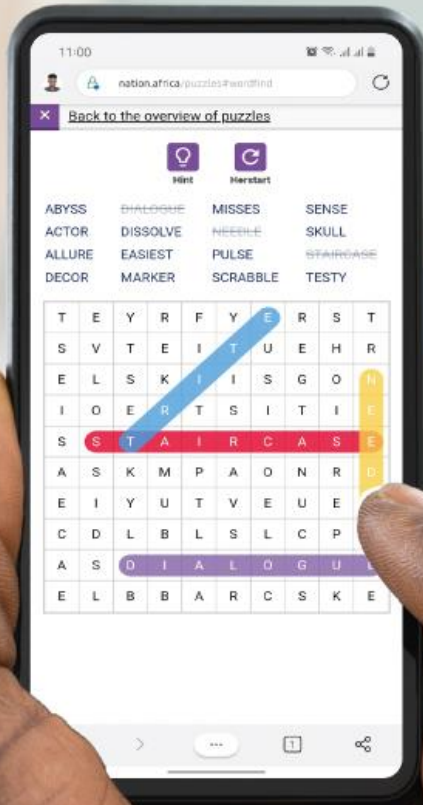 11:00
nation.africa/puzzles#wordfind
× Back to the overview of puzzles
Hint Herstart
ABYSS DIALOGUE MISSES SENSE
ACTOR DISSOLVE NEEDLE SKULL
ALLURE EASIEST PULSE STAIRCASE
DECOR MARKER SCRABBLE TESTY
T E Y R F Y E R S T
S V T E I T U E H R
E L S K I I S G O N
I O E R T S I T I E
S S T A I R C A S E
A S K M P A O N R D
E I Y U T V E U E
C D L B L S L C P
A S D I A L O G U E
E L B B A R C S K E
1